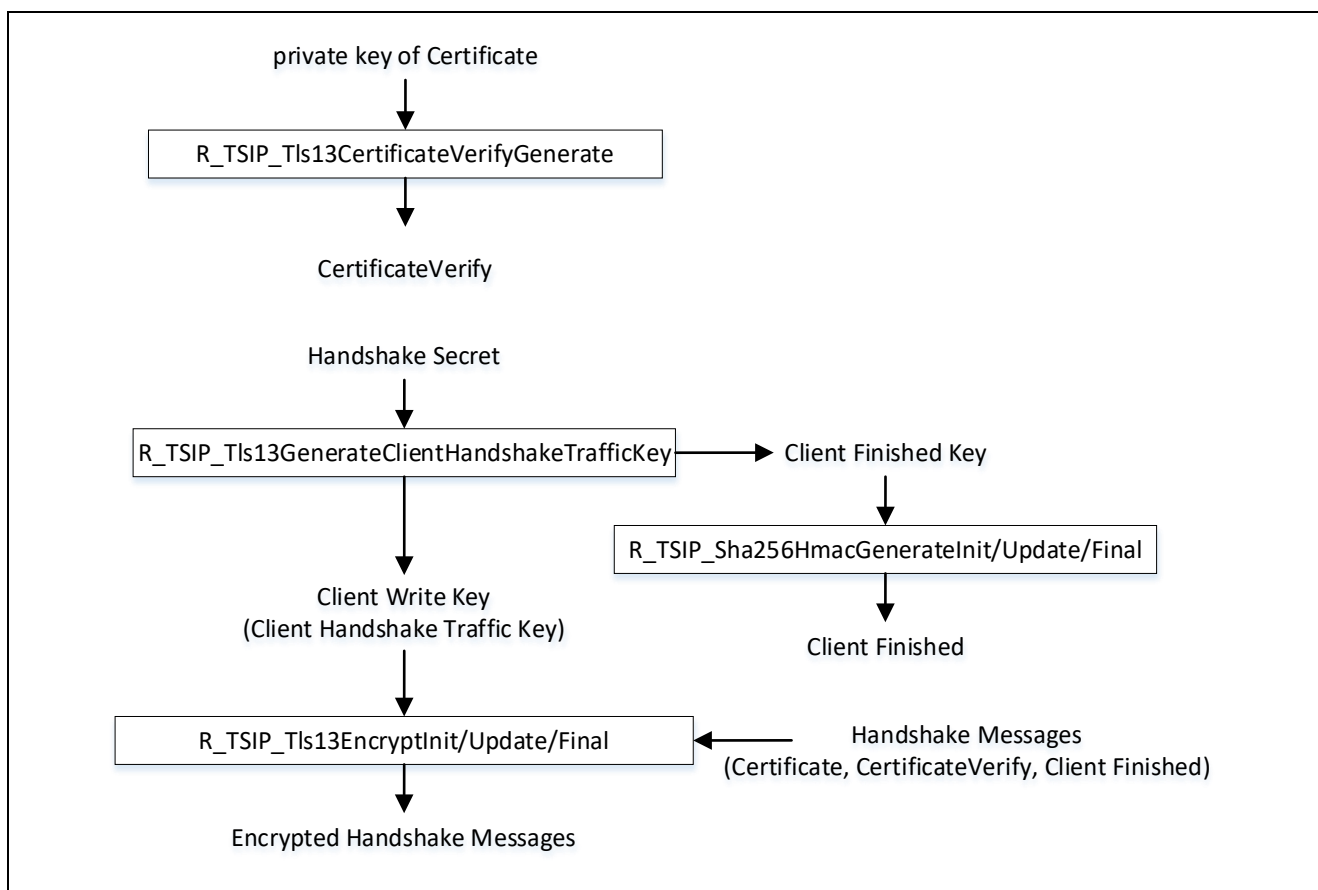 private key of Certificate
R_TSIP_Tls13CertificateVerifyGenerate
CertificateVerify
Handshake Secret
R_TSIP_Tls13GenerateClientHandshakeTrafficKey
Client Finished Key
R_TSIP_Sha256HmacGenerateInit/Update/Final
Client Write Key
(Client Handshake Traffic Key)
Client Finished
R_TSIP_Tls13EncryptInit/Update/Final
Handshake Messages
(Certificate, CertificateVerify, Client Finished)
Encrypted Handshake Messages